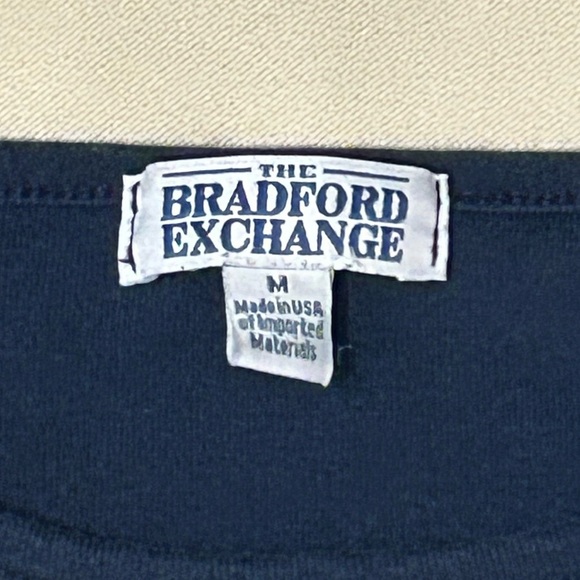 THE
BRADFORD
EXCHANGE
M
Made in USA
of Imported
Materials